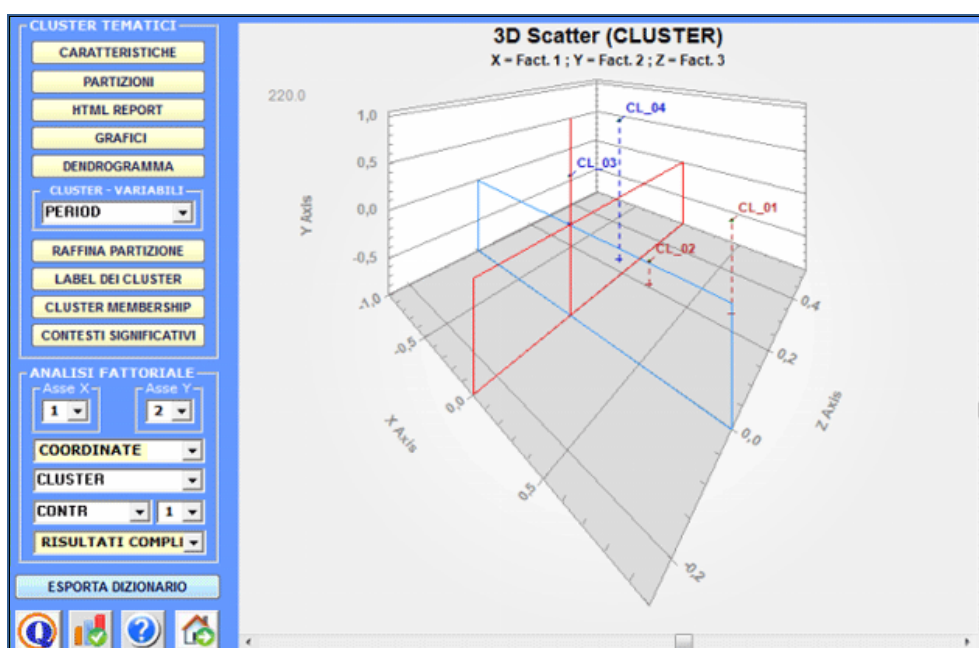 CLUSTER TEMATICI
CARATTERISTICHE
PARTIZIONI
HTML REPORT
GRAFICI
DENDROGRAMMA
CLUSTER - VARIABILI
PERIOD
RAFFINA PARTIZIONE
LABEL DEI CLUSTER
CLUSTER MEMBERSHIP
CONTESTI SIGNIFICATIVI
ANALISI FATTORIALE
Asse X
Asse Y
1
2
COORDINATE
CLUSTER
CONTR
1
RISULTATI COMPLI
ESPORTA DIZIONARIO
Q
?
3D Scatter (CLUSTER)
X = Fact. 1 ; Y = Fact. 2 ; Z = Fact. 3
220.0
1,0
0,5
0,0
-0,5
-1,0
Y Axis
CL_04
CL_03
CL_01
CL_02
-0,5
0,0
0,5
X Axis
0,4
0,2
0,0
-0,2
Z Axis